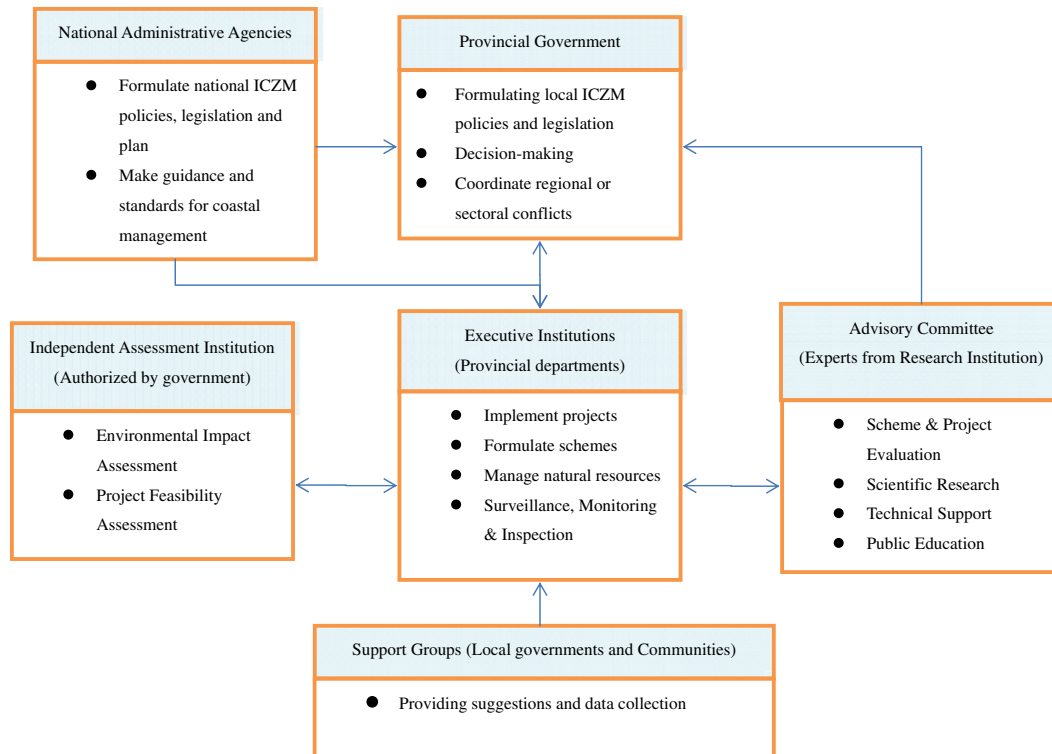 National Administrative Agencies
● Formulate national ICZM
policies, legislation and
plan
● Make guidance and
standards for coastal
management
Provincial Government
● Formulating local ICZM
policies and legislation
● Decision-making
● Coordinate regional or
sectoral conflicts
Independent Assessment Institution
(Authorized by government)
● Environmental Impact
Assessment
● Project Feasibility
Assessment
Executive Institutions
(Provincial departments)
● Implement projects
● Formulate schemes
● Manage natural resources
● Surveillance, Monitoring
& Inspection
Advisory Committee
(Experts from Research Institution)
● Scheme & Project
Evaluation
● Scientific Research
● Technical Support
● Public Education
Support Groups (Local governments and Communities)
● Providing suggestions and data collection